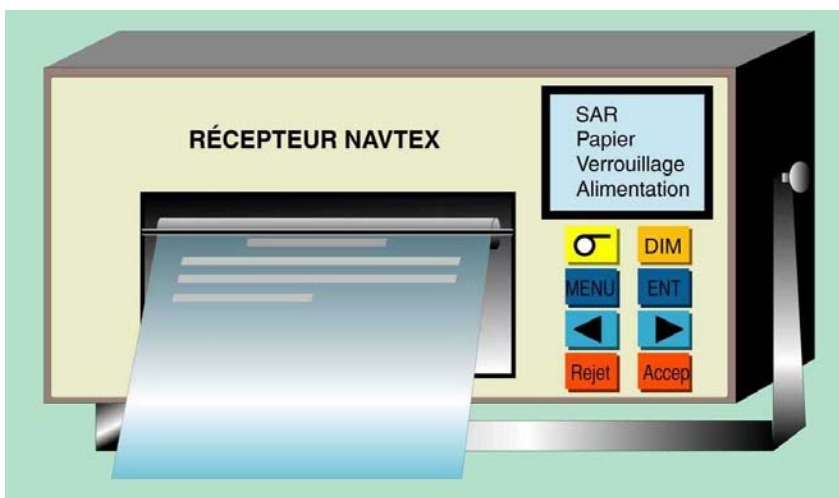 RÉCEPTEUR NAVTEX
SAR
Papier
Verrouillage
Alimentation
DIM
MENU
ENT
Rejet
Accep